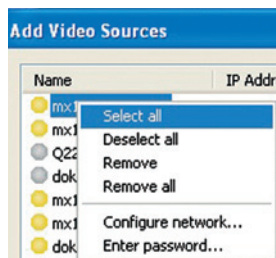 Add Video Sources
Name IP Addr
mx1
Select all
mx1
Deselect all
Q22
Remove
dok
Remove all
mx1
mx1
Configure network...
dok
Enter password...